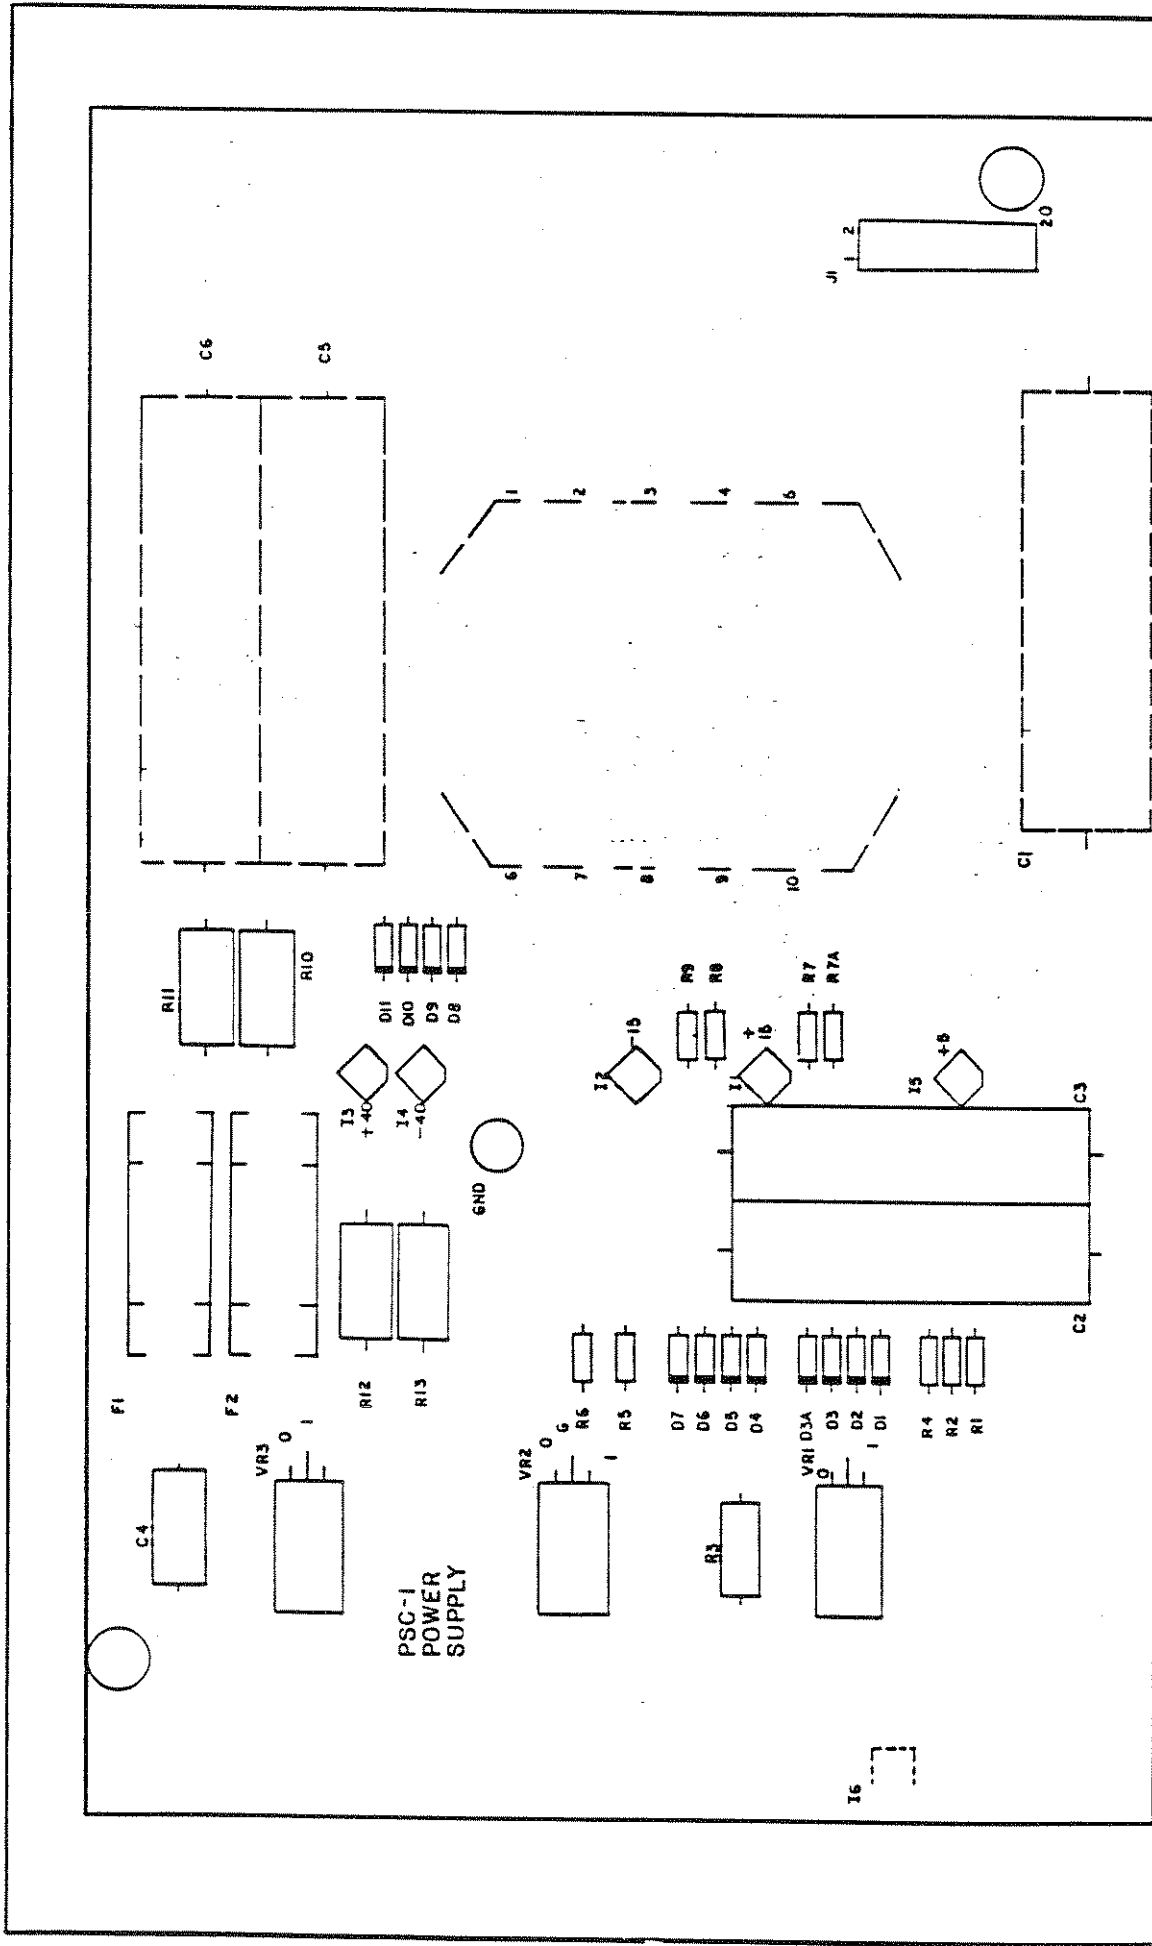 PSC-1
POWER
SUPPLY
C4
F1
F2
VR3
O
I
R12
R13
R11
R10
C6
C5
D11
D10
D9
D8
I3
+40
I4
-40
GND
VR2
O
G
I
R6
R5
D7
D6
D5
D4
R3
VR1
O
I
D3A
D3
D2
D1
R4
R2
R1
C2
C3
I2
-15
R9
R8
I1
+
15
R7
R7A
I5
+5
I6
6
7
8
9
10
1
2
3
4
5
C1
J1
1
2
20